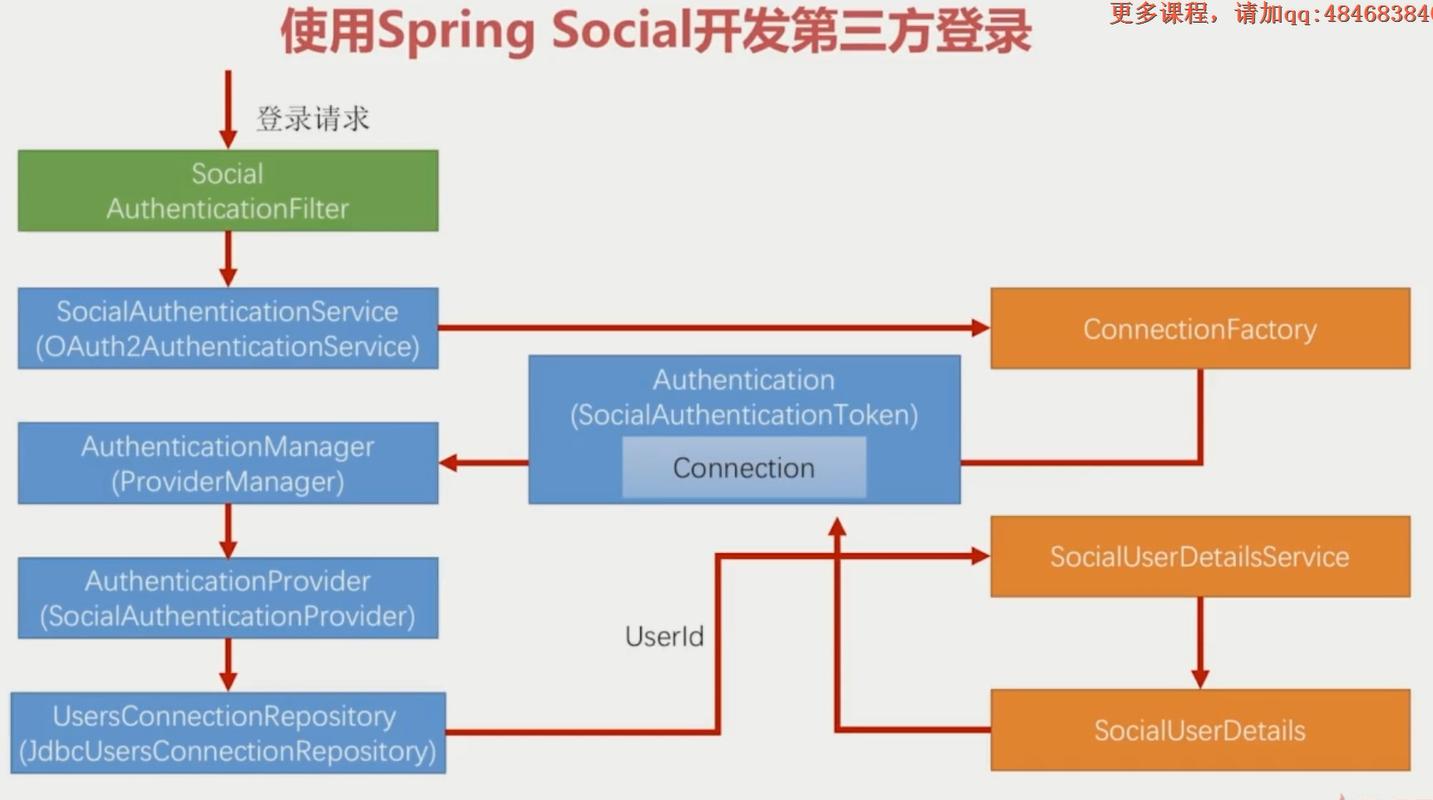 使用Spring Social开发第三方登录
更多课程，请加qq:48468384
登录请求
Social
AuthenticationFilter
SocialAuthenticationService
(OAuth2AuthenticationService)
ConnectionFactory
Authentication
(SocialAuthenticationToken)
Connection
AuthenticationManager
(ProviderManager)
SocialUserDetailsService
AuthenticationProvider
(SocialAuthenticationProvider)
UserId
UsersConnectionRepository
(JdbcUsersConnectionRepository)
SocialUserDetails